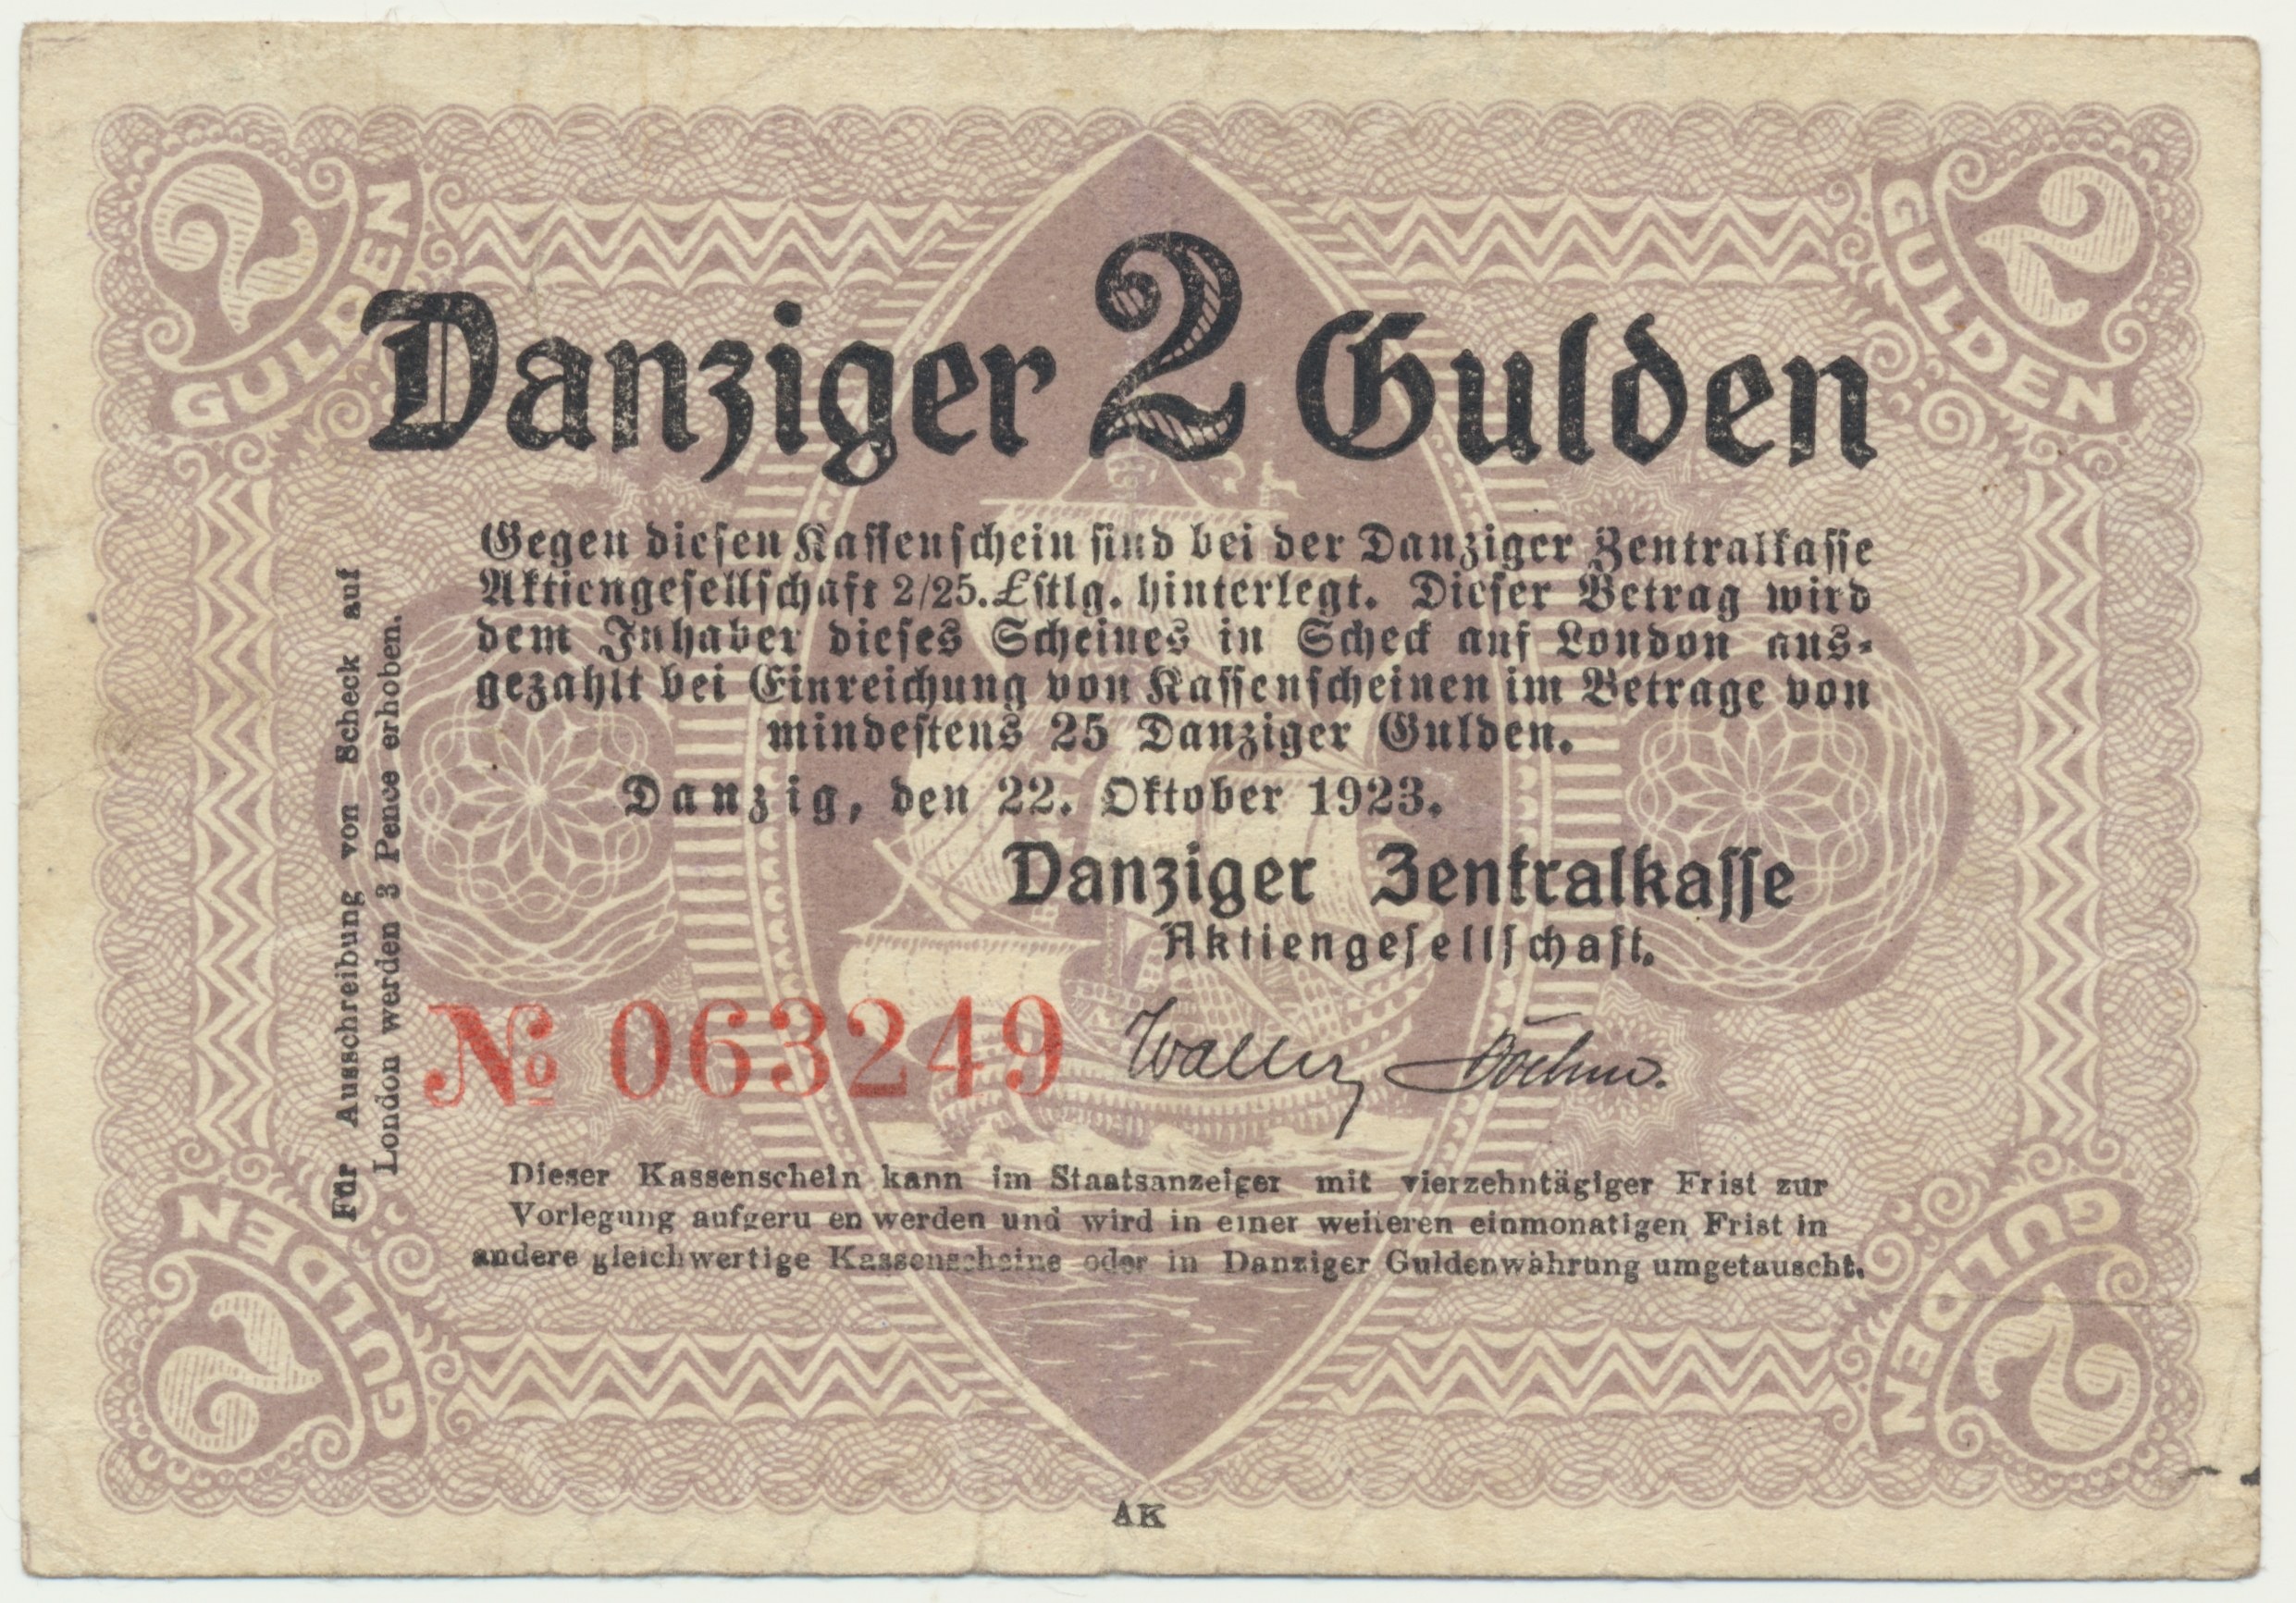 2 GULDEN
2 GULDEN
Danziger 2 Gulden
Gegen diesen Kassenschein sind bei der Danziger Zentralkasse
Aktiengesellschaft 2/25.£stlg. hinterlegt. Dieser Betrag wird
dem Inhaber dieses Scheines in Scheck auf London aus-
gezahlt bei Einreichung von Kassenscheinen im Betrage von
mindestens 25 Danziger Gulden.
Danzig, den 22. Oktober 1923.
Danziger Zentralkasse
Aktiengesellschaft.
Für Ausschreibung von Scheck auf
London werden 3 Pence erhoben.
№ 063249
Böhm.
Dieser Kassenschein kann im Staatsanzeiger mit vierzehntägiger Frist zur
Vorlegung aufgeru en werden und wird in einer weiteren einmonatigen Frist in
andere gleichwertige Kassenscheine oder in Danziger Guldenwährung umgetauscht.
2 GULDEN
2 GULDEN
AK